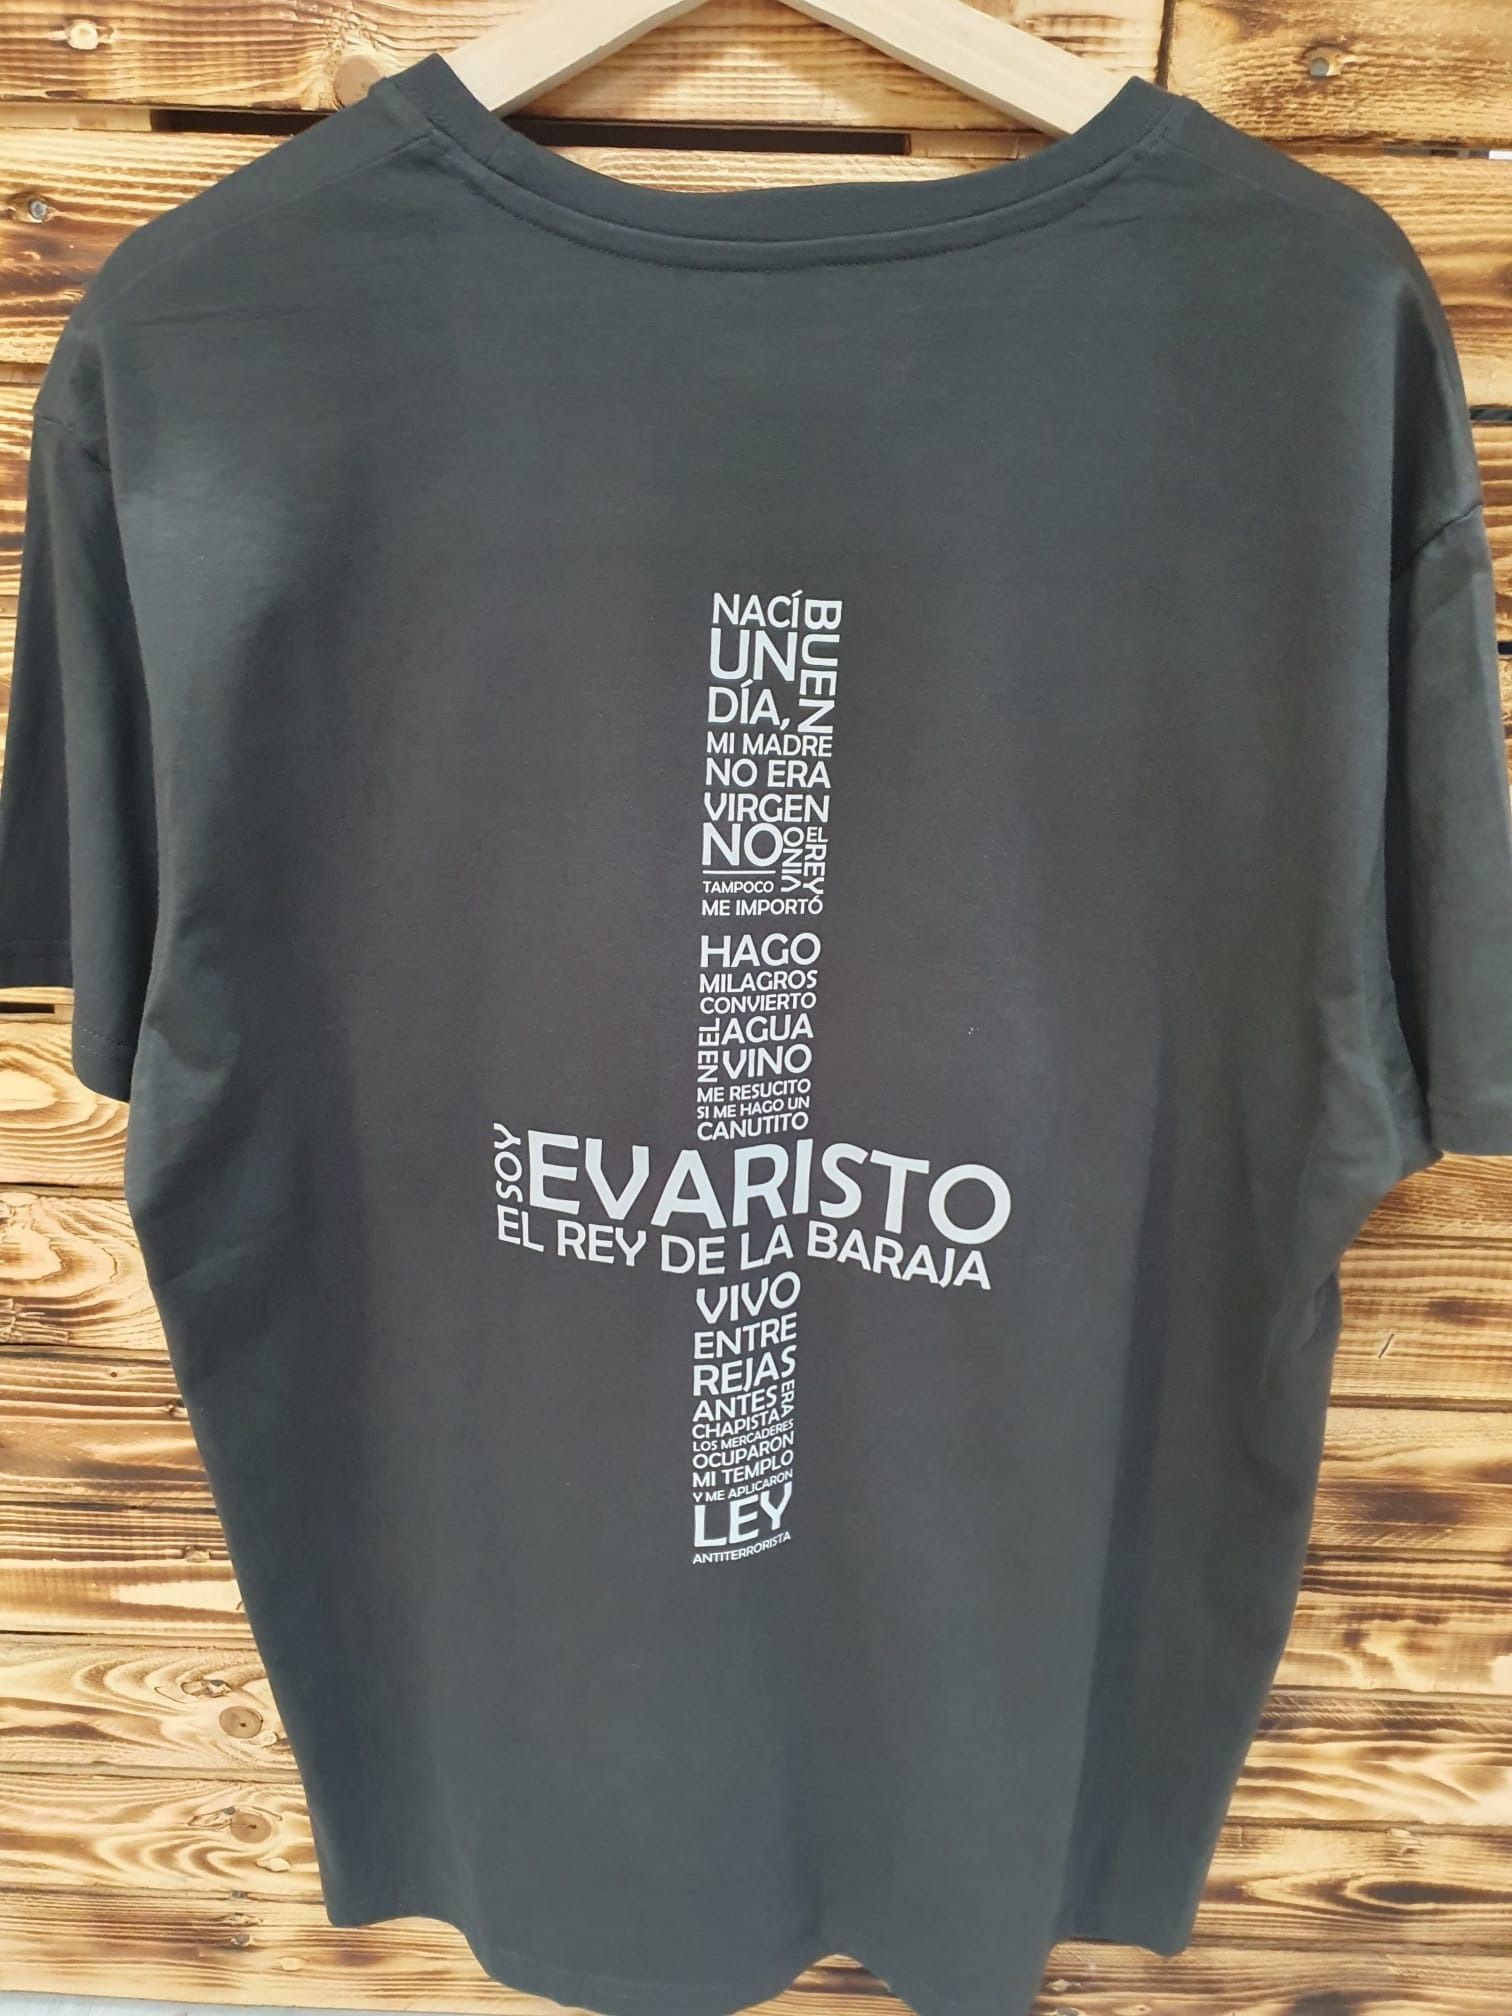 NACÍ
UN
BUEN
DÍA,
MI MADRE
NO ERA
VIRGEN
NO
VINO
EL REY
TAMPOCO
ME IMPORTÓ
HAGO
MILAGROS
CONVIERTO
EL
AGUA
EN
VINO
ME RESUCITO
SI ME HAGO UN
CANUTITO
SOY
EVARISTO
EL REY DE LA BARAJA
VIVO
ENTRE
REJAS
ANTES
ERA
CHAPISTA
LOS MERCADERES
OCUPARON
MI TEMPLO
Y ME APLICARON
LEY
ANTITERRORISTA